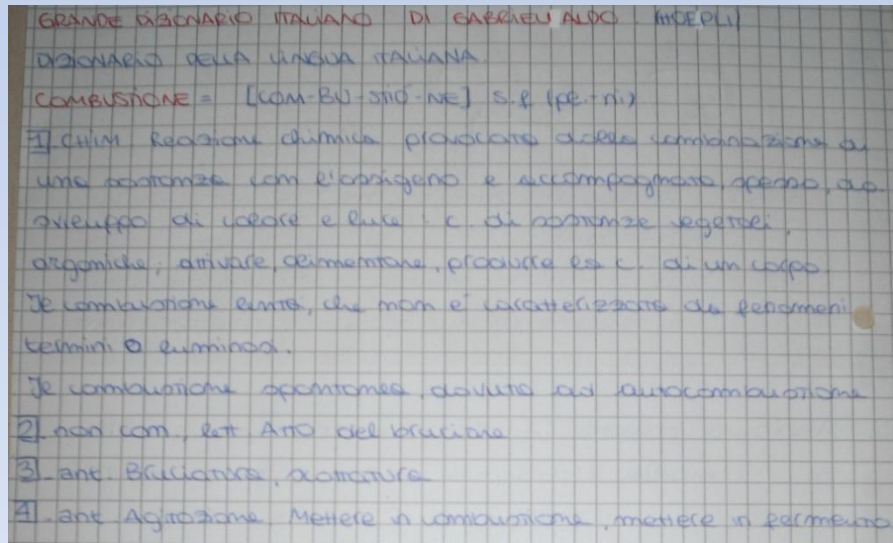 GRANDE DIZIONARIO ITALIANO DI GABRIELLI ALDO HOEPLI
DIZIONARIO DELLA LINGUA ITALIANA.
COMBUSTIONE = [COM-BU-STIO-NE] s.f (pe.-ni)
1 CHIM Reazione chimica provocata dalla combinazione di
una sostanza con l'ossigeno e accompagnata, spesso, da
sviluppo di calore e luce: c. di sostanze vegetali,
organiche; attivare, alimentare, produrre la c. di un corpo
Je combustione lenta, che non è caratterizzata da fenomeni
termini o luminosi.
Je combustione spontanea, dovuta ad autocombustione
2 non com, lett Atto del bruciare
3 ant. Bruciatura, scottatura
4 ant Agitazione, Mettere in combustione, mettere in fermento